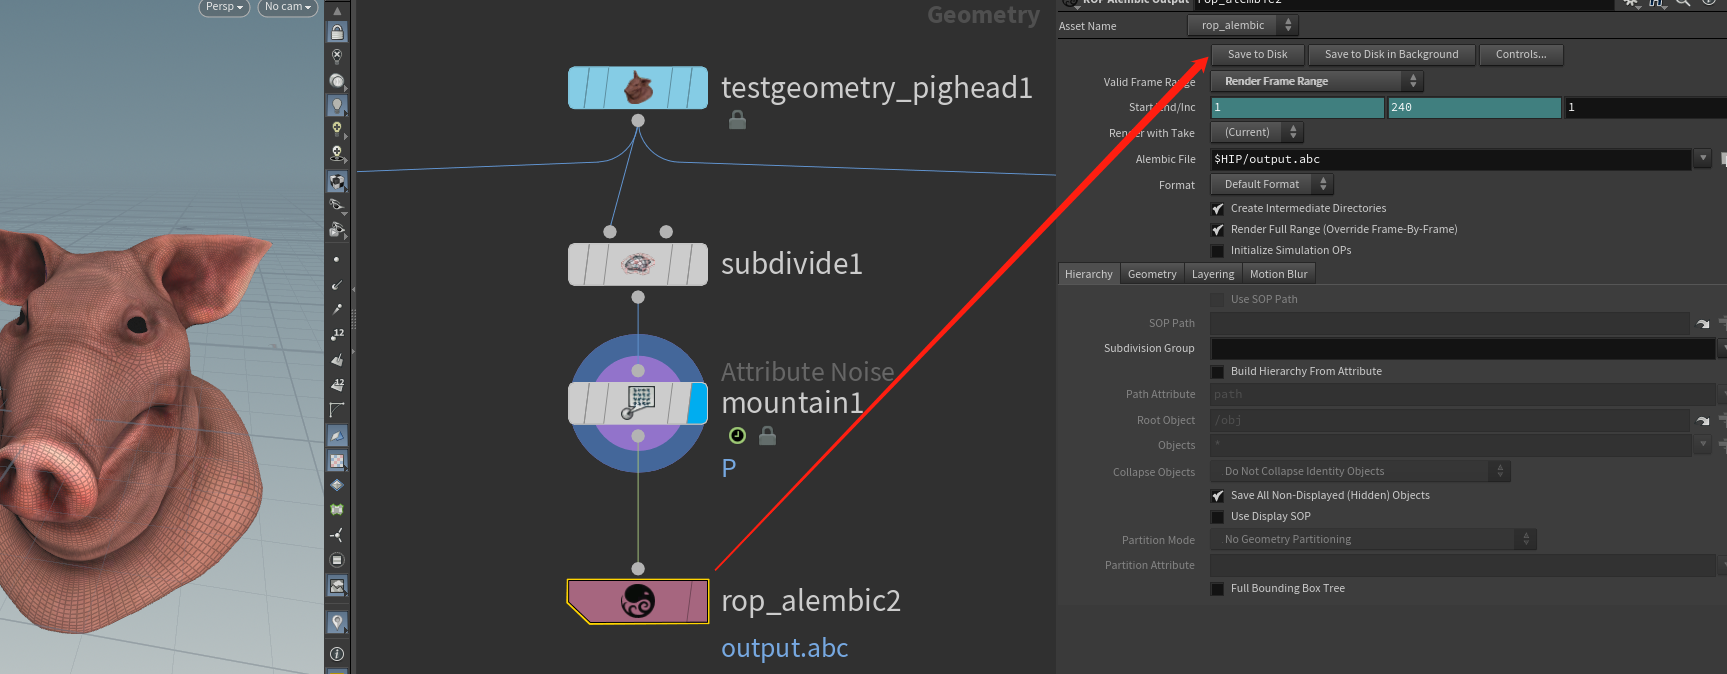 Persp
No cam
12
12
Geometry
testgeometry_pighead1
subdivide1
Attribute Noise
mountain1
P
rop_alembic2
output.abc
ROP Alembic Output rop_alembic2
Asset Name rop_alembic
Save to Disk Save to Disk in Background Controls...
Valid Frame Range Render Frame Range
Start/End/Inc 1 240 1
Render with Take (Current)
Alembic File $HIP/output.abc
Format Default Format
Create Intermediate Directories
Render Full Range (Override Frame-By-Frame)
Initialize Simulation OPs
Hierarchy Geometry Layering Motion Blur
Use SOP Path
SOP Path
Subdivision Group
Build Hierarchy From Attribute
Path Attribute path
Root Object /obj
Objects *
Collapse Objects Do Not Collapse Identity Objects
Save All Non-Displayed (Hidden) Objects
Use Display SOP
Partition Mode No Geometry Partitioning
Partition Attribute
Full Bounding Box Tree